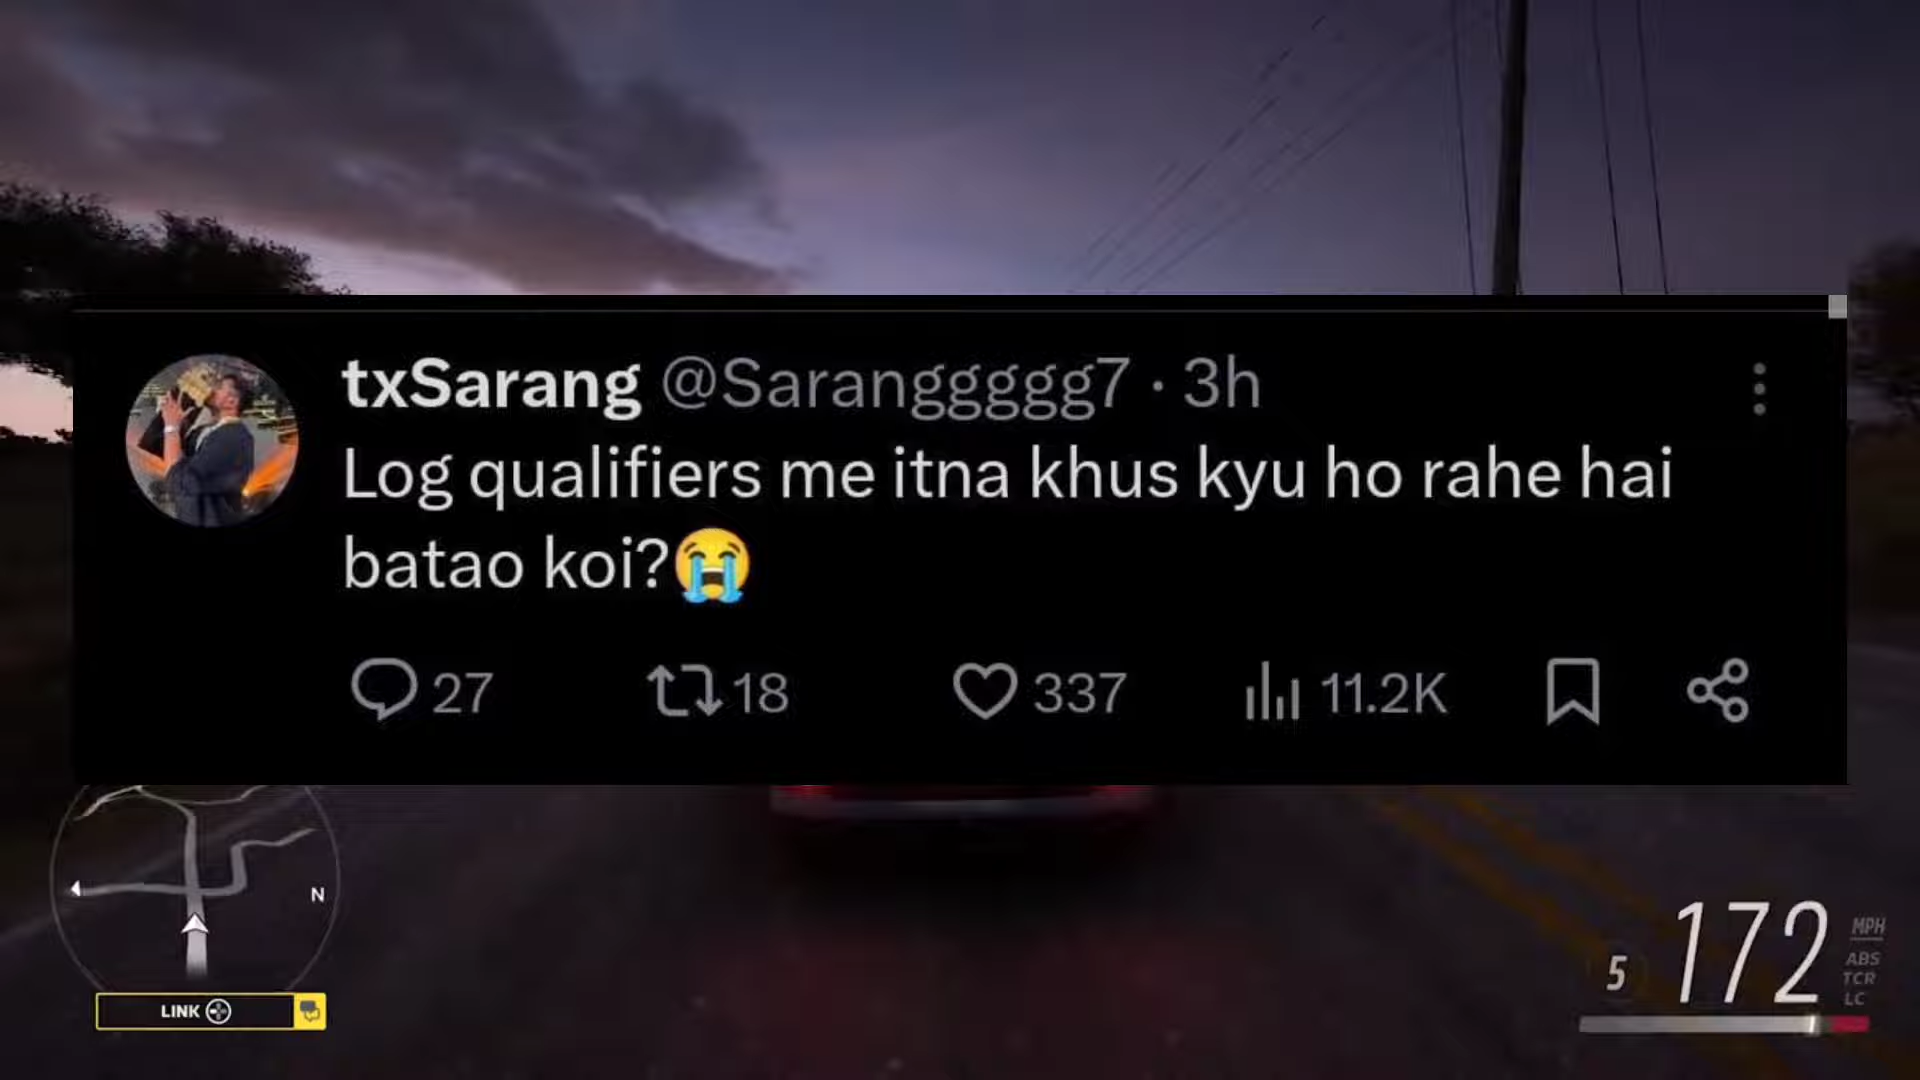 txSarang @Saranggggg7 · 3h
Log qualifiers me itna khus kyu ho rahe hai
batao koi?😭
27 18 337 11.2K
N
LINK
5 172 MPH
ABS
TCR
LC